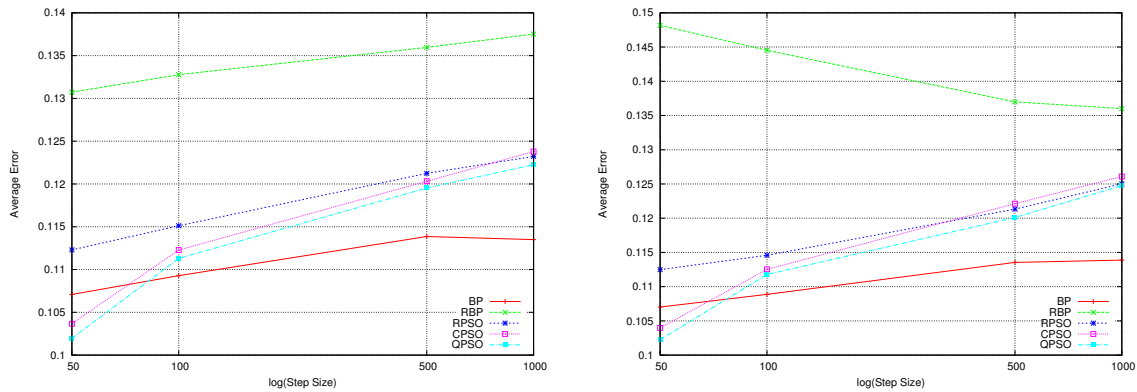 0.14
0.135
0.13
0.125
0.12
0.115
0.11
0.105
0.1
50
100
500
1000
Average Error
log(Step Size)
BP
RBP
RPSO
CPSO
QPSO
0.15
0.145
0.14
0.135
0.13
0.125
0.12
0.115
0.11
0.105
0.1
50
100
500
1000
Average Error
log(Step Size)
BP
RBP
RPSO
CPSO
QPSO